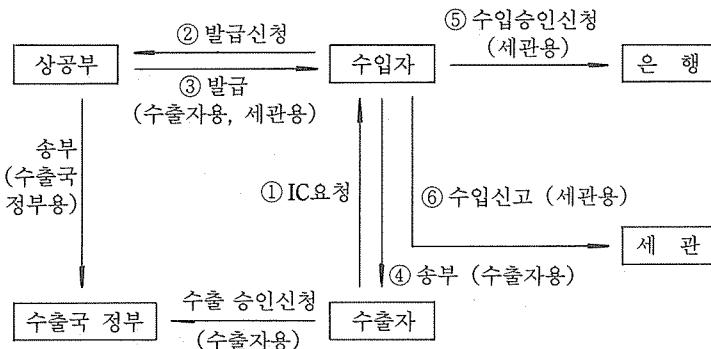 ② 발급신청
⑤ 수입승인신청
(세관용)
상공부
수입자
은 행
③ 발급
(수출자용, 세관용)
송부
(수출국
정부용)
① IC요청
⑥ 수입신고 (세관용)
세 관
④ 송부 (수출자용)
수출 승인신청
수출국 정부
수출자
(수출자용)